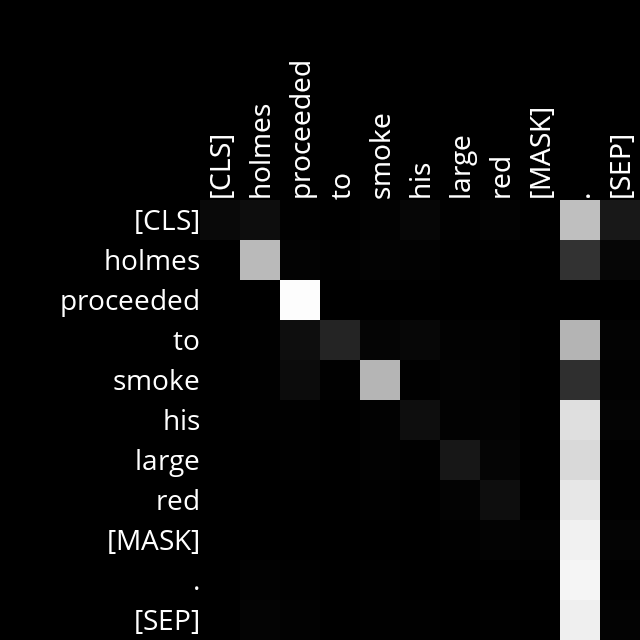 [CLS]
holmes
proceeded
to
smoke
his
large
red
[MASK]
.
[SEP]
[CLS]
holmes
proceeded
to
smoke
his
large
red
[MASK]
.
[SEP]